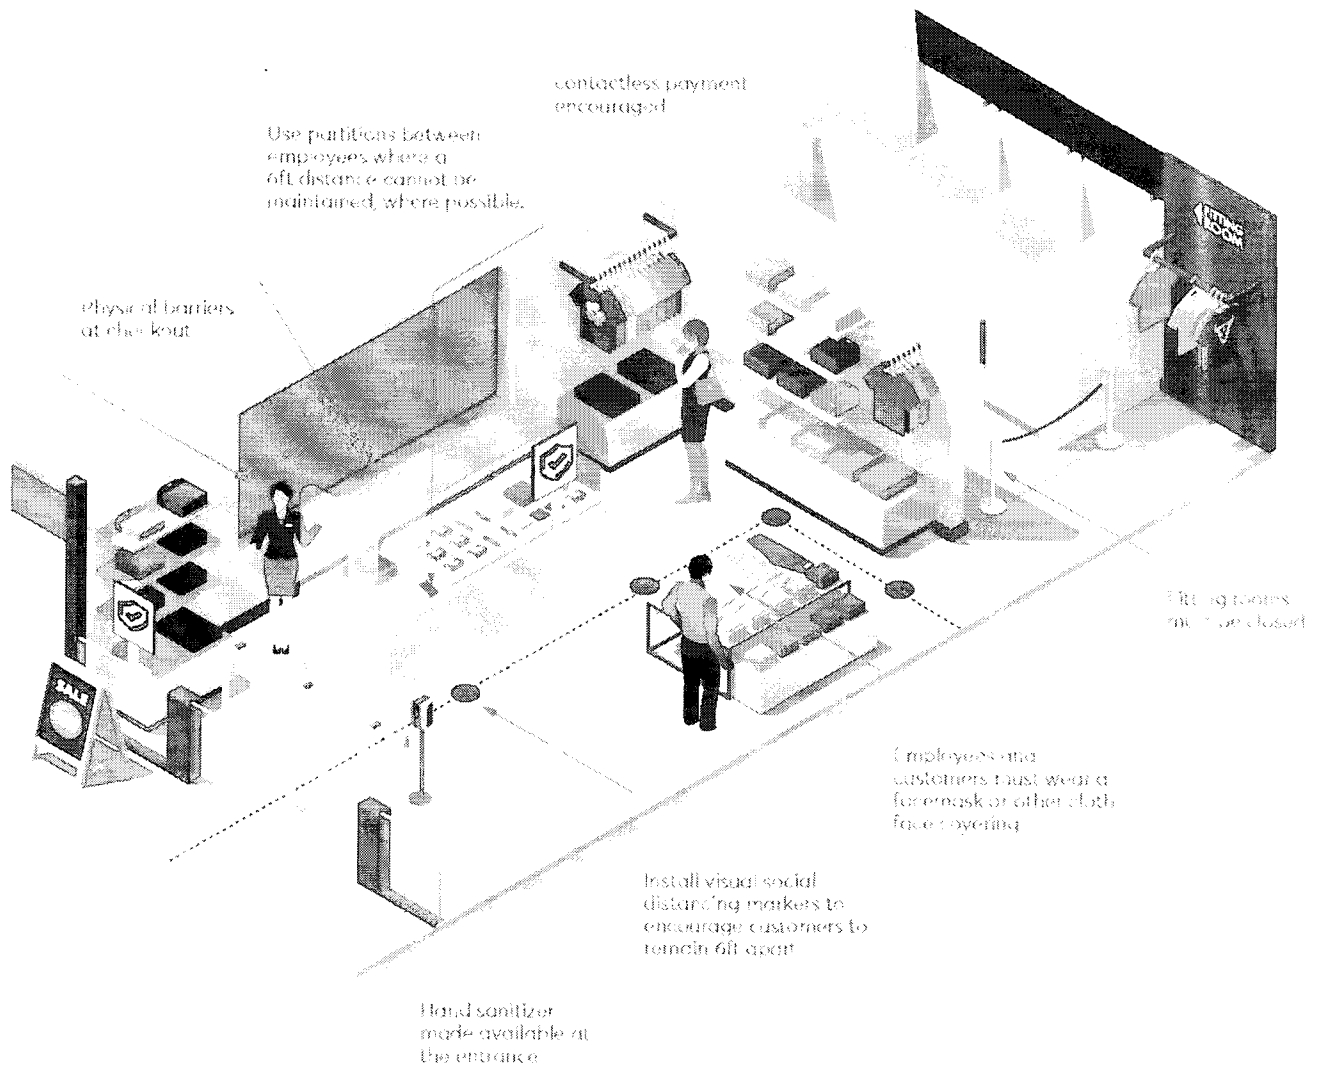 contactless payment
encouraged
Use partitions between
employees where a
6ft distance cannot be
maintained, where possible.
FITTING
ROOM
Physical barriers
at checkout
Fitting rooms
must be closed
SALE
Employees and
customers must wear a
facemask or other cloth
face covering
Install visual social
distancing markers to
encourage customers to
remain 6ft apart
Hand sanitizer
made available at
the entrance